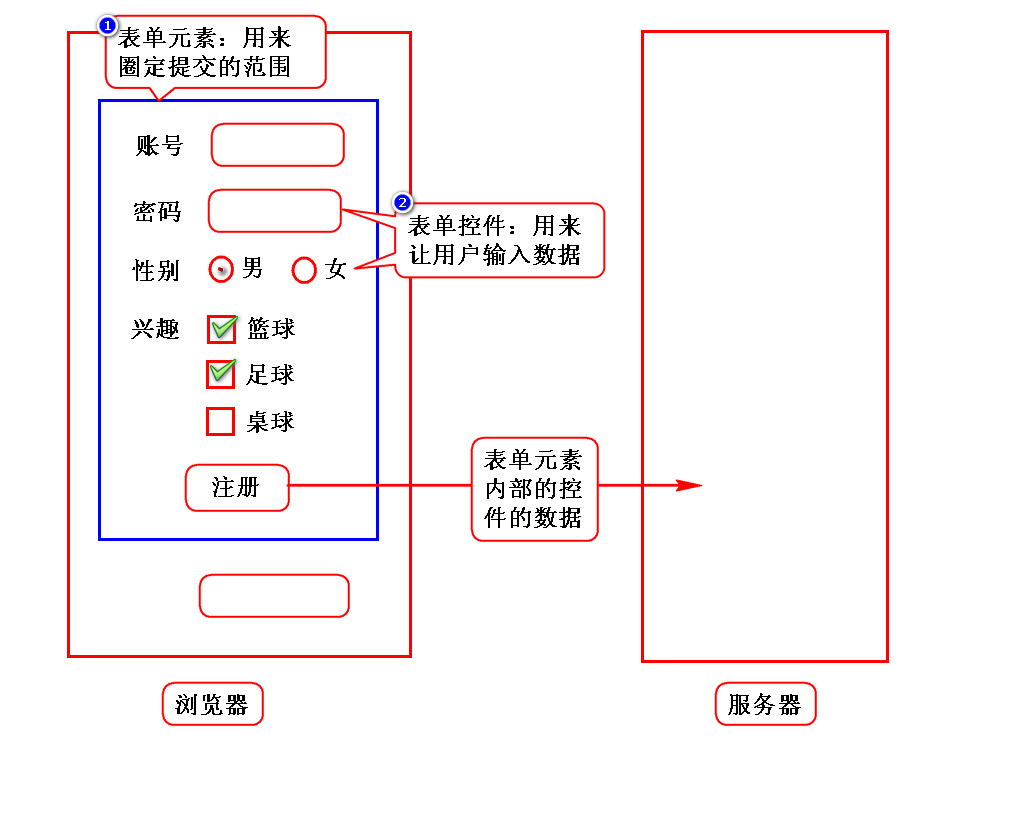 1
表单元素：用来
圈定提交的范围
账号
密码
2
表单控件：用来
让用户输入数据
性别 男 女
兴趣 篮球
足球
桌球
注册
表单元素
内部的控
件的数据
浏览器
服务器